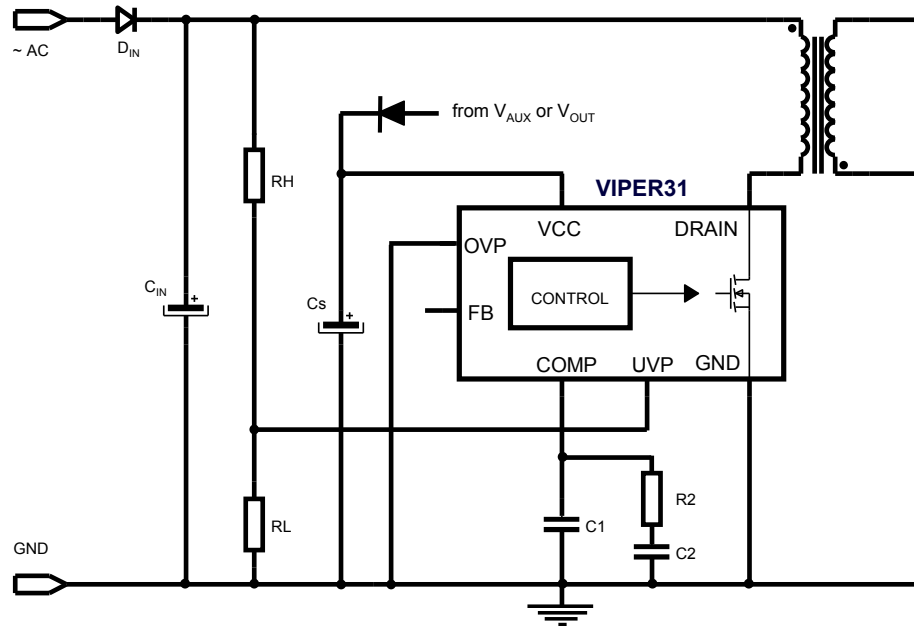 ~ AC
D_IN
from V_AUX or V_OUT
RH
VIPER31
VCC
DRAIN
OVP
C_IN
+
Cs
+
CONTROL
FB
COMP
UVP
GND
R2
RL
C1
C2
GND